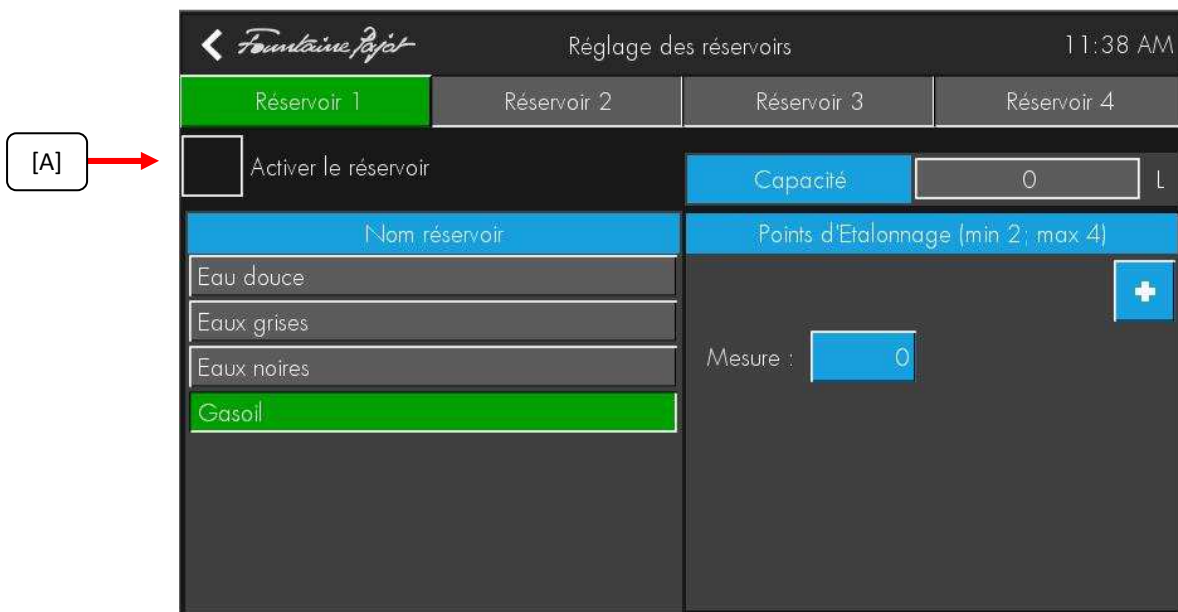 Fountaine Pajot Réglage des réservoirs 11:38 AM
Réservoir 1 Réservoir 2 Réservoir 3 Réservoir 4
[A]
Activer le réservoir
Capacité 0 L
Nom réservoir
Eau douce
Eaux grises
Eaux noires
Gasoil
Points d'Etalonnage (min 2; max 4)
+
Mesure : 0